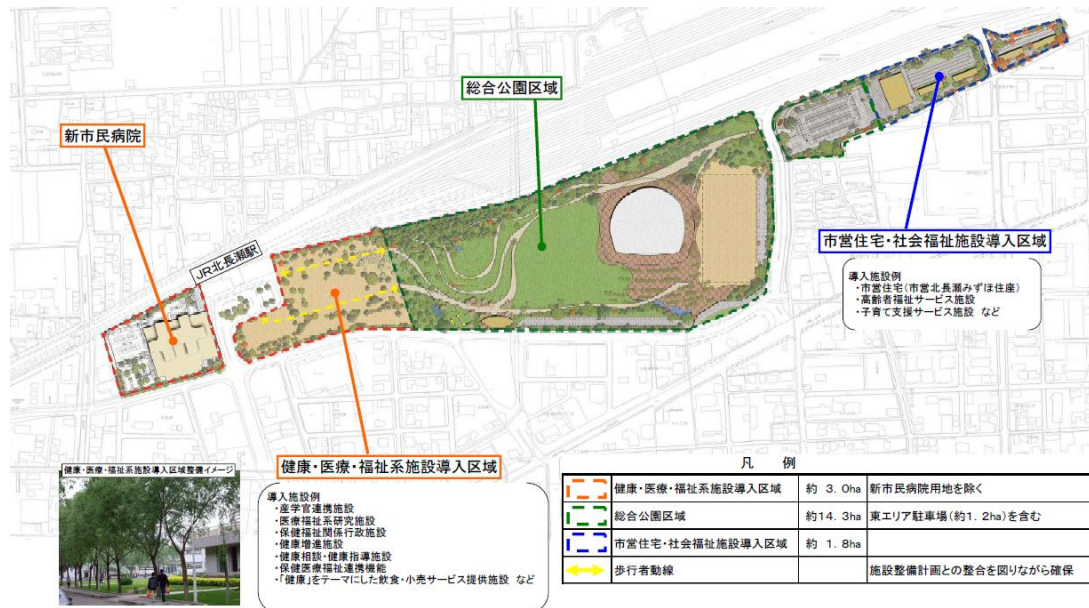 総合公園区域
新市民病院
JR北長瀬駅
市営住宅・社会福祉施設導入区域
導入施設例
・市営住宅(市営北長瀬みずほ住座)
・高齢者福祉サービス施設
・子育て支援サービス施設 など
健康・医療・福祉系施設導入区域整備イメージ
健康・医療・福祉系施設導入区域
導入施設例
・産学官連携施設
・医療福祉系研究施設
・保健福祉関係行政施設
・健康増進施設
・健康相談・健康指導施設
・保健医療福祉連携機能
・「健康」をテーマにした飲食・小売サービス提供施設 など
凡 例
健康・医療・福祉系施設導入区域 約 3.0ha 新市民病院用地を除く
総合公園区域 約14.3ha 東エリア駐車場(約1.2ha)を含む
市営住宅・社会福祉施設導入区域 約 1.8ha
歩行者動線 施設整備計画との整合を図りながら確保